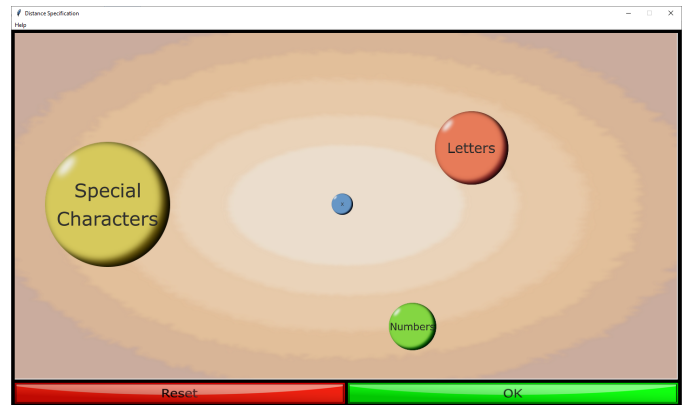 Distance Specification
Help
Letters
Special
Characters
Numbers
Reset
OK